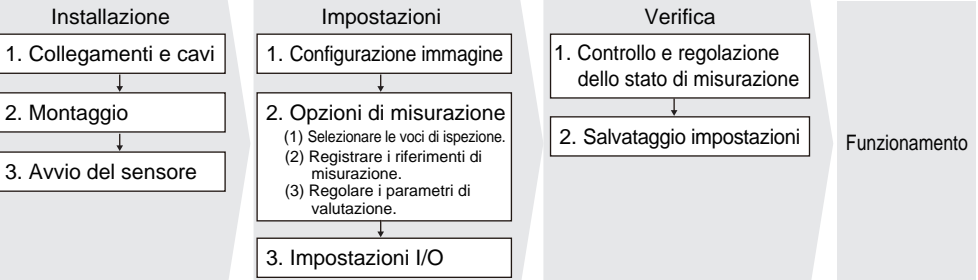 Installazione
1. Collegamenti e cavi
2. Montaggio
3. Avvio del sensore
Impostazioni
1. Configurazione immagine
2. Opzioni di misurazione
(1) Selezionare le voci di ispezione.
(2) Registrare i riferimenti di
misurazione.
(3) Regolare i parametri di
valutazione.
3. Impostazioni I/O
Verifica
1. Controllo e regolazione
dello stato di misurazione
2. Salvataggio impostazioni
Funzionamento